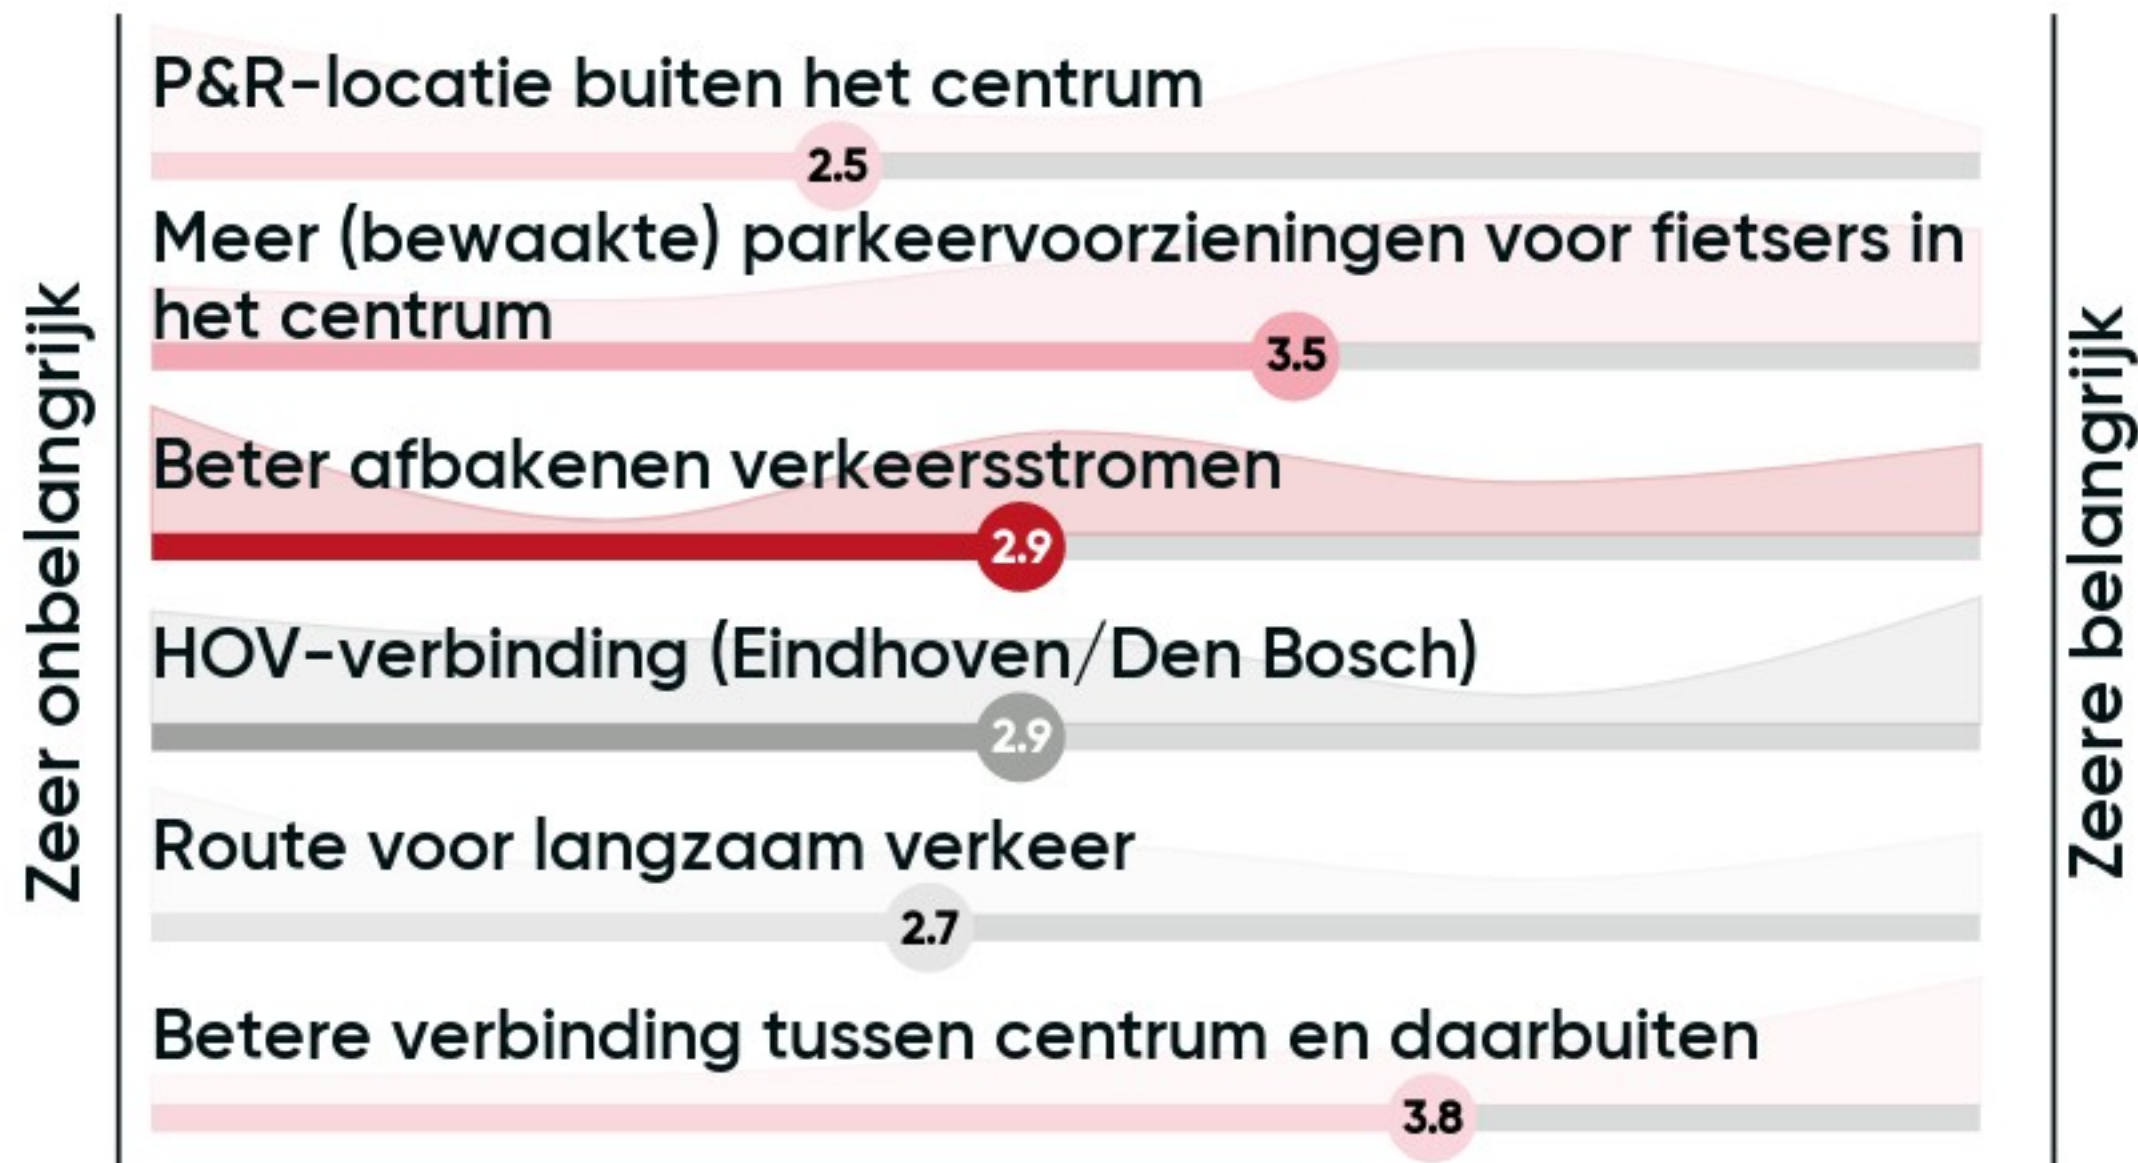 Zeer onbelangrijk
P&R-locatie buiten het centrum
2.5
Meer (bewaakte) parkeervoorzieningen voor fietsers in
het centrum
3.5
Beter afbakenen verkeersstromen
2.9
HOV-verbinding (Eindhoven/Den Bosch)
2.9
Route voor langzaam verkeer
2.7
Betere verbinding tussen centrum en daarbuiten
3.8
Zeere belangrijk